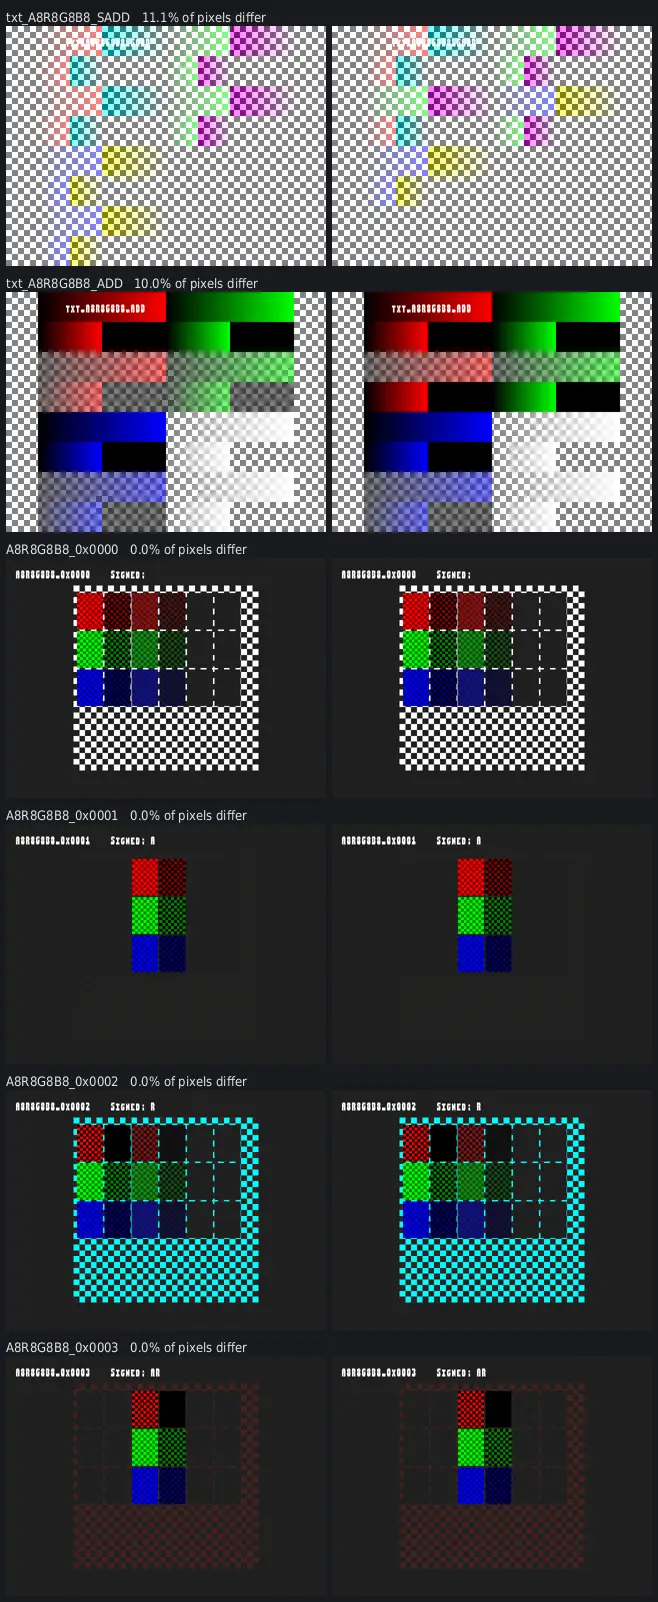 txt_A8R8G8B8_SADD 11.1% of pixels differ
txt_A8R8G8B8_ADD 10.0% of pixels differ
TXT_A8R8G8B8_ADD TXT_A8R8G8B8_ADD
A8R8G8B8_0x0000 0.0% of pixels differ
A8R8G8B8_0x0000 Signed: A8R8G8B8_0x0000 Signed:
A8R8G8B8_0x0001 0.0% of pixels differ
A8R8G8B8_0x0001 Signed: A A8R8G8B8_0x0001 Signed: A
A8R8G8B8_0x0002 0.0% of pixels differ
A8R8G8B8_0x0002 Signed: R A8R8G8B8_0x0002 Signed: R
A8R8G8B8_0x0003 0.0% of pixels differ
A8R8G8B8_0x0003 Signed: AR A8R8G8B8_0x0003 Signed: AR